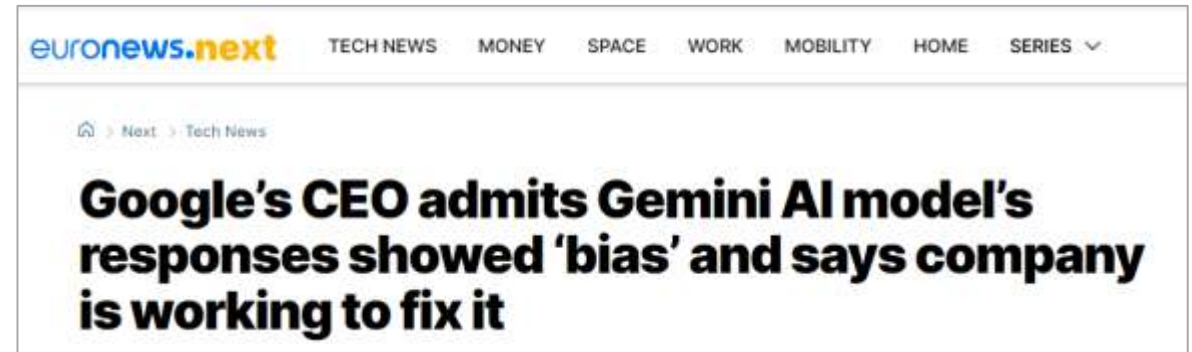 euronews.next TECH NEWS MONEY SPACE WORK MOBILITY HOME SERIES
Next > Tech News
Google’s CEO admits Gemini AI model’s
responses showed ‘bias’ and says company
is working to fix it